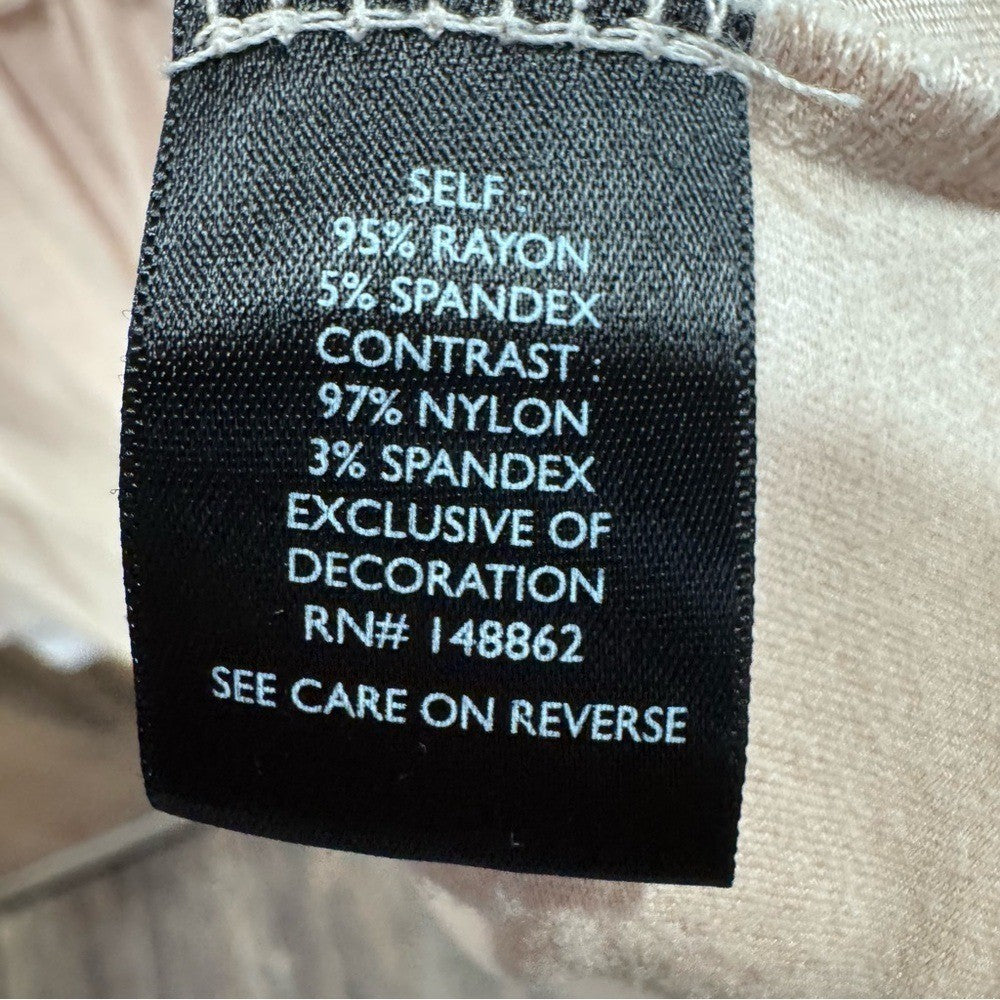 SELF :
95% RAYON
5% SPANDEX
CONTRAST :
97% NYLON
3% SPANDEX
EXCLUSIVE OF
DECORATION
RN# 148862
SEE CARE ON REVERSE